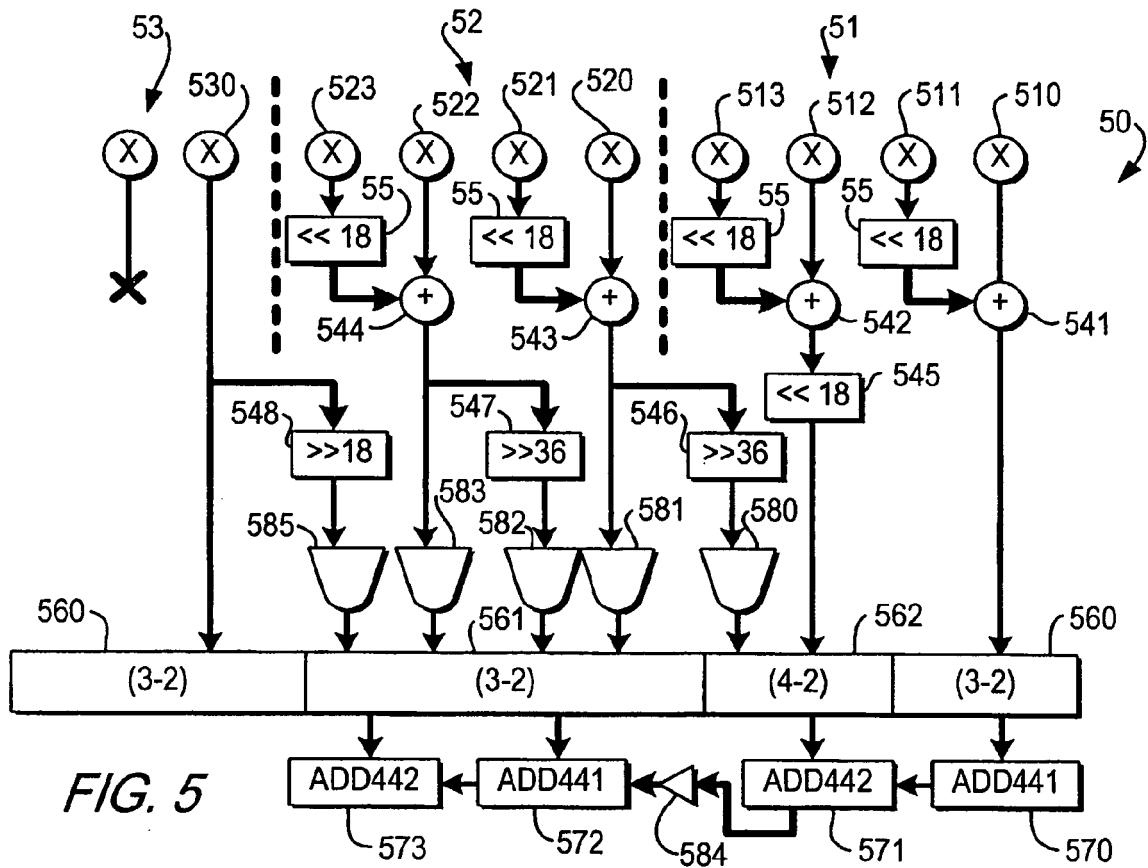 53 52 51
530 523 522 521 520 513 512 511 510 50
X X X X X X X X X X
55 55 55 55
<< 18 << 18 << 18 << 18
X + + + +
544 543 542 541
<< 18 545
548 547 546
>>18 >>36 >>36
585 583 582 581 580
560 561 562 560
(3-2) (3-2) (4-2) (3-2)
ADD442 ADD441 ADD442 ADD441
FIG. 5
573 572 584 571 570